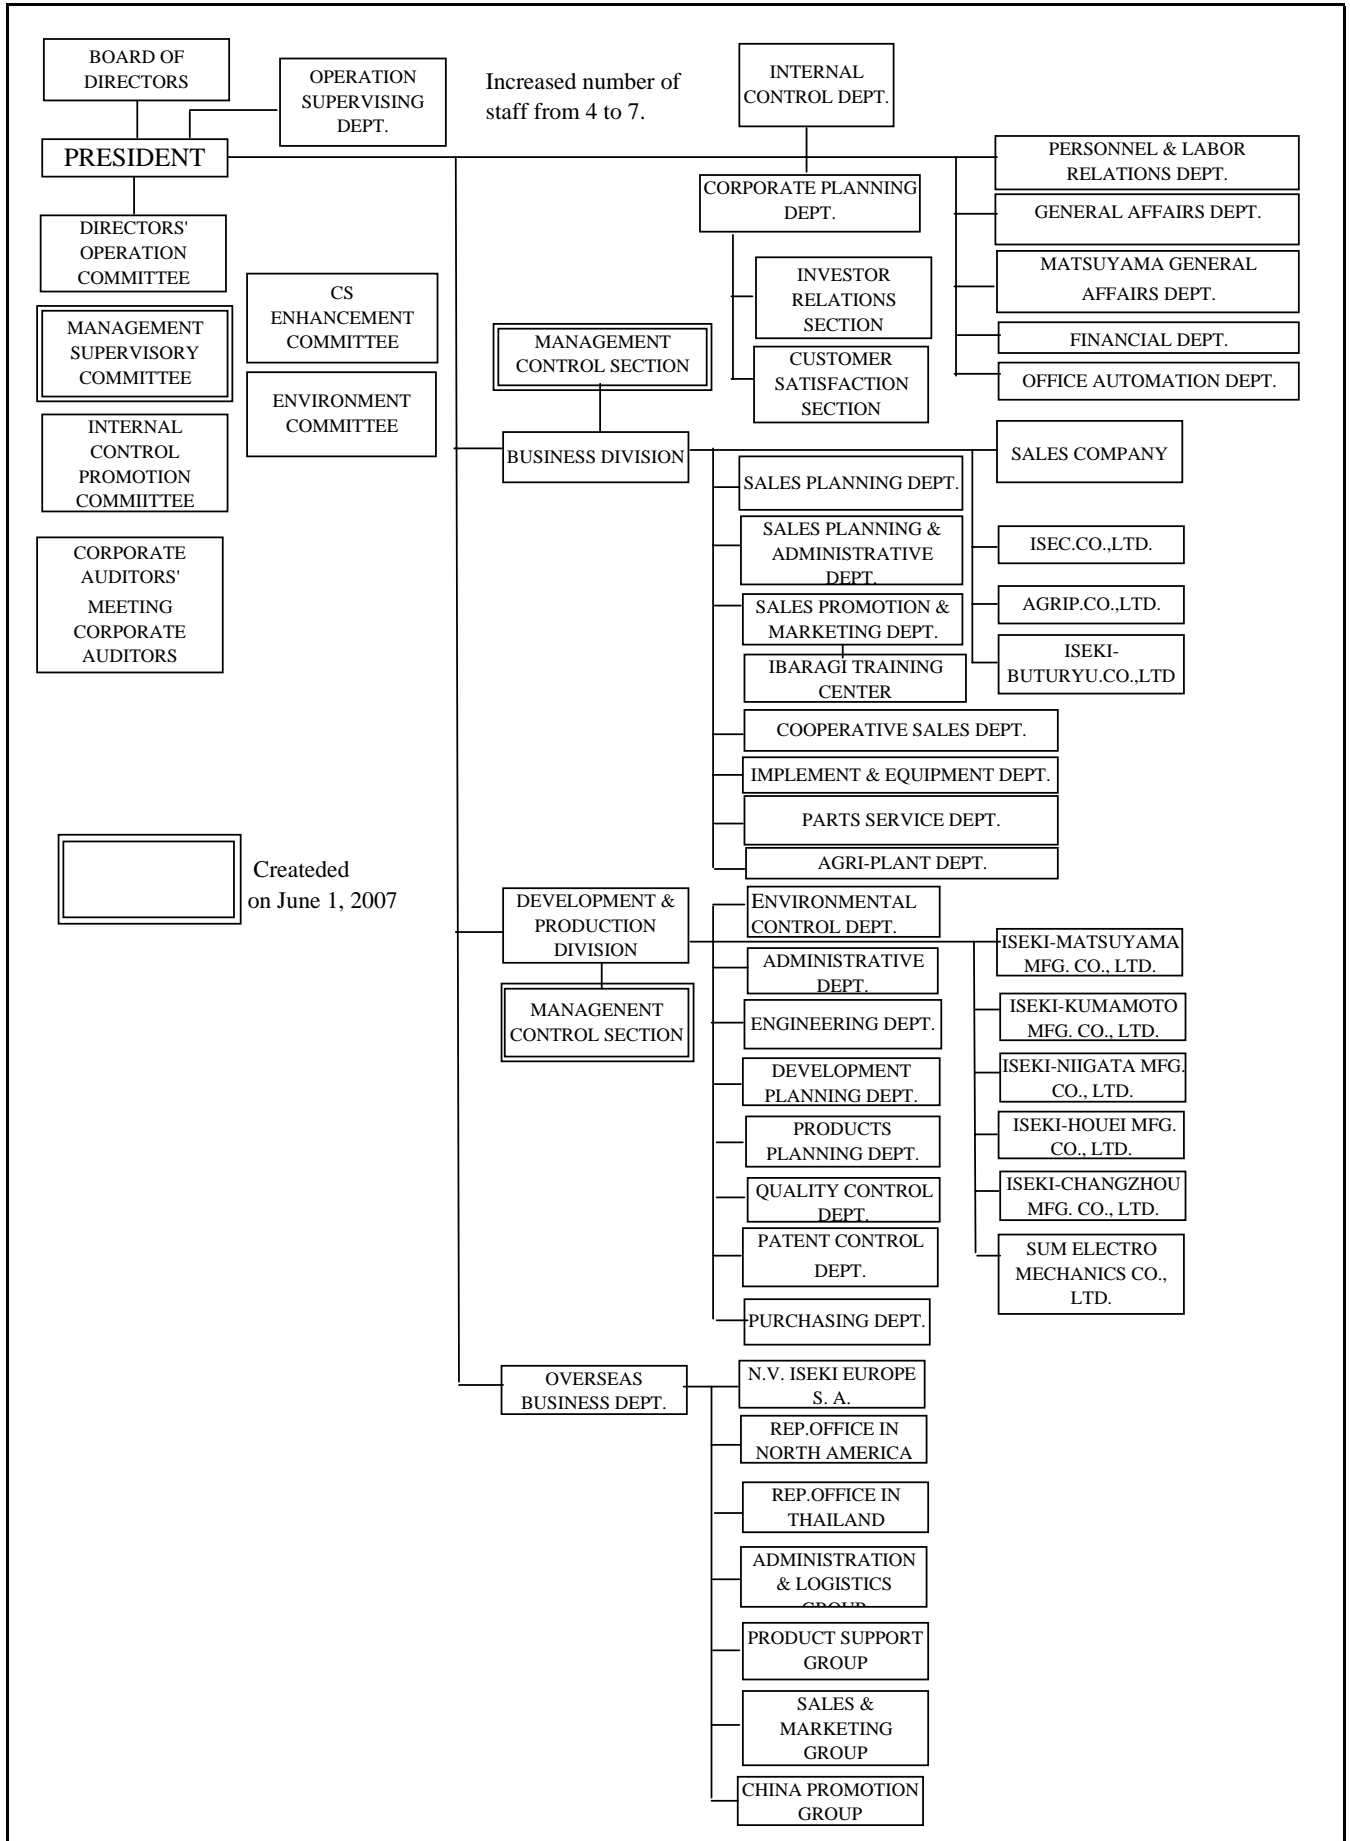 BOARD OF
DIRECTORS
OPERATION
SUPERVISING
DEPT.
Increased number of
staff from 4 to 7.
INTERNAL
CONTROL DEPT.
PRESIDENT
PERSONNEL & LABOR
RELATIONS DEPT.
CORPORATE PLANNING
DEPT.
GENERAL AFFAIRS DEPT.
DIRECTORS'
OPERATION
COMMITTEE
MATSUYAMA GENERAL
AFFAIRS DEPT.
INVESTOR
RELATIONS
SECTION
CS
ENHANCEMENT
COMMITTEE
MANAGEMENT
SUPERVISORY
COMMITTEE
MANAGEMENT
CONTROL SECTION
FINANCIAL DEPT.
CUSTOMER
SATISFACTION
SECTION
OFFICE AUTOMATION DEPT.
ENVIRONMENT
COMMITTEE
INTERNAL
CONTROL
PROMOTION
COMMIITTEE
BUSINESS DIVISION
SALES COMPANY
SALES PLANNING DEPT.
SALES PLANNING &
ADMINISTRATIVE
DEPT.
ISEC.CO.,LTD.
CORPORATE
AUDITORS'
MEETING
CORPORATE
AUDITORS
SALES PROMOTION &
MARKETING DEPT.
AGRIP.CO.,LTD.
IBARAGI TRAINING
CENTER
ISEKI-
BUTURYU.CO.,LTD
COOPERATIVE SALES DEPT.
IMPLEMENT & EQUIPMENT DEPT.
PARTS SERVICE DEPT.
AGRI-PLANT DEPT.
Createded
on June 1, 2007
DEVELOPMENT &
PRODUCTION
DIVISION
ENVIRONMENTAL
CONTROL DEPT.
ISEKI-MATSUYAMA
MFG. CO., LTD.
ADMINISTRATIVE
DEPT.
MANAGENENT
CONTROL SECTION
ENGINEERING DEPT.
ISEKI-KUMAMOTO
MFG. CO., LTD.
DEVELOPMENT
PLANNING DEPT.
ISEKI-NIIGATA MFG.
CO., LTD.
PRODUCTS
PLANNING DEPT.
ISEKI-HOUEI MFG.
CO., LTD.
QUALITY CONTROL
DEPT.
ISEKI-CHANGZHOU
MFG. CO., LTD.
PATENT CONTROL
DEPT.
SUM ELECTRO
MECHANICS CO.,
LTD.
PURCHASING DEPT.
OVERSEAS
BUSINESS DEPT.
N.V. ISEKI EUROPE
S. A.
REP.OFFICE IN
NORTH AMERICA
REP.OFFICE IN
THAILAND
ADMINISTRATION
& LOGISTICS
GROUP
PRODUCT SUPPORT
GROUP
SALES &
MARKETING
GROUP
CHINA PROMOTION
GROUP